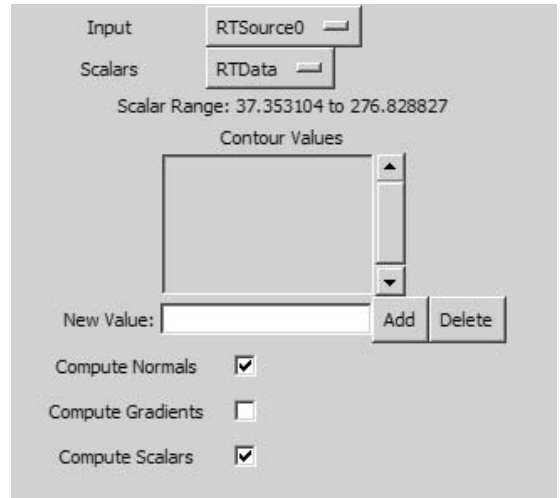 Input RTSource0
Scalars RTData
Scalar Range: 37.353104 to 276.828827
Contour Values
New Value: Add Delete
Compute Normals
Compute Gradients
Compute Scalars